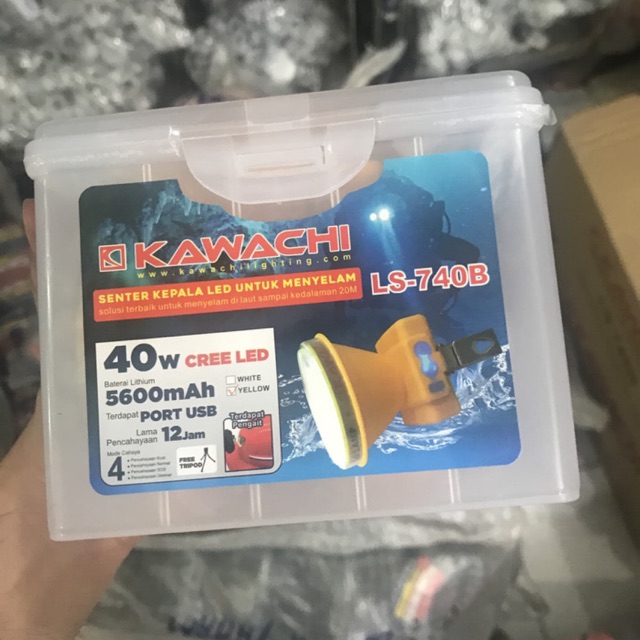 KAWACHI
www.kawachilighting.com
SENTER KEPALA LED UNTUK MENYELAM
solusi terbaik untuk menyelam di laut sampai kedalaman 20M
LS-740B
40W CREE LED
Baterai Lithium
5600mAh
WHITE
YELLOW
Terdapat PORT USB
Lama Pencahayaan 12Jam
Terdapat
Pengait
Mode Cahaya
4
FREE
TRIPOD